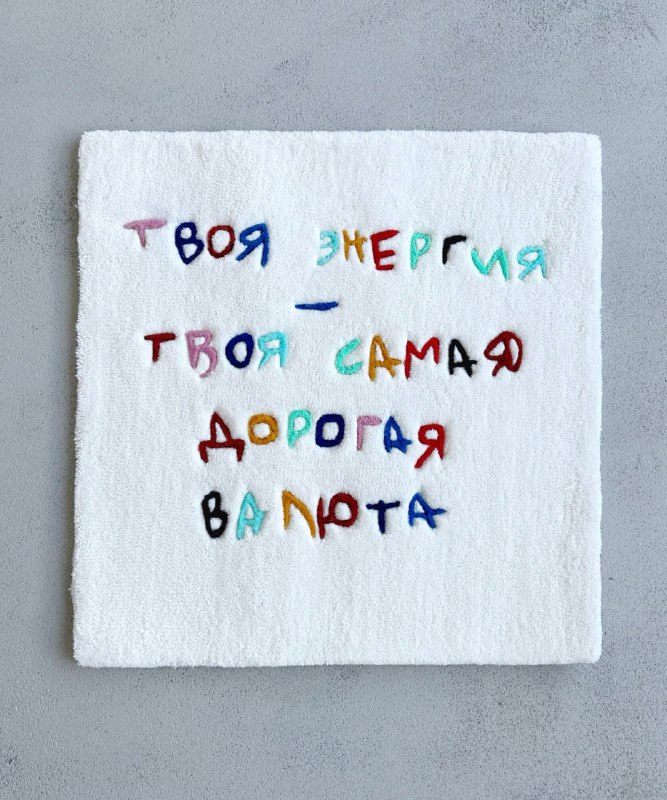 ТВОЯ ЭНЕРГИЯ
—
ТВОЯ САМАЯ
ДОРОГАЯ
ВАЛЮТА